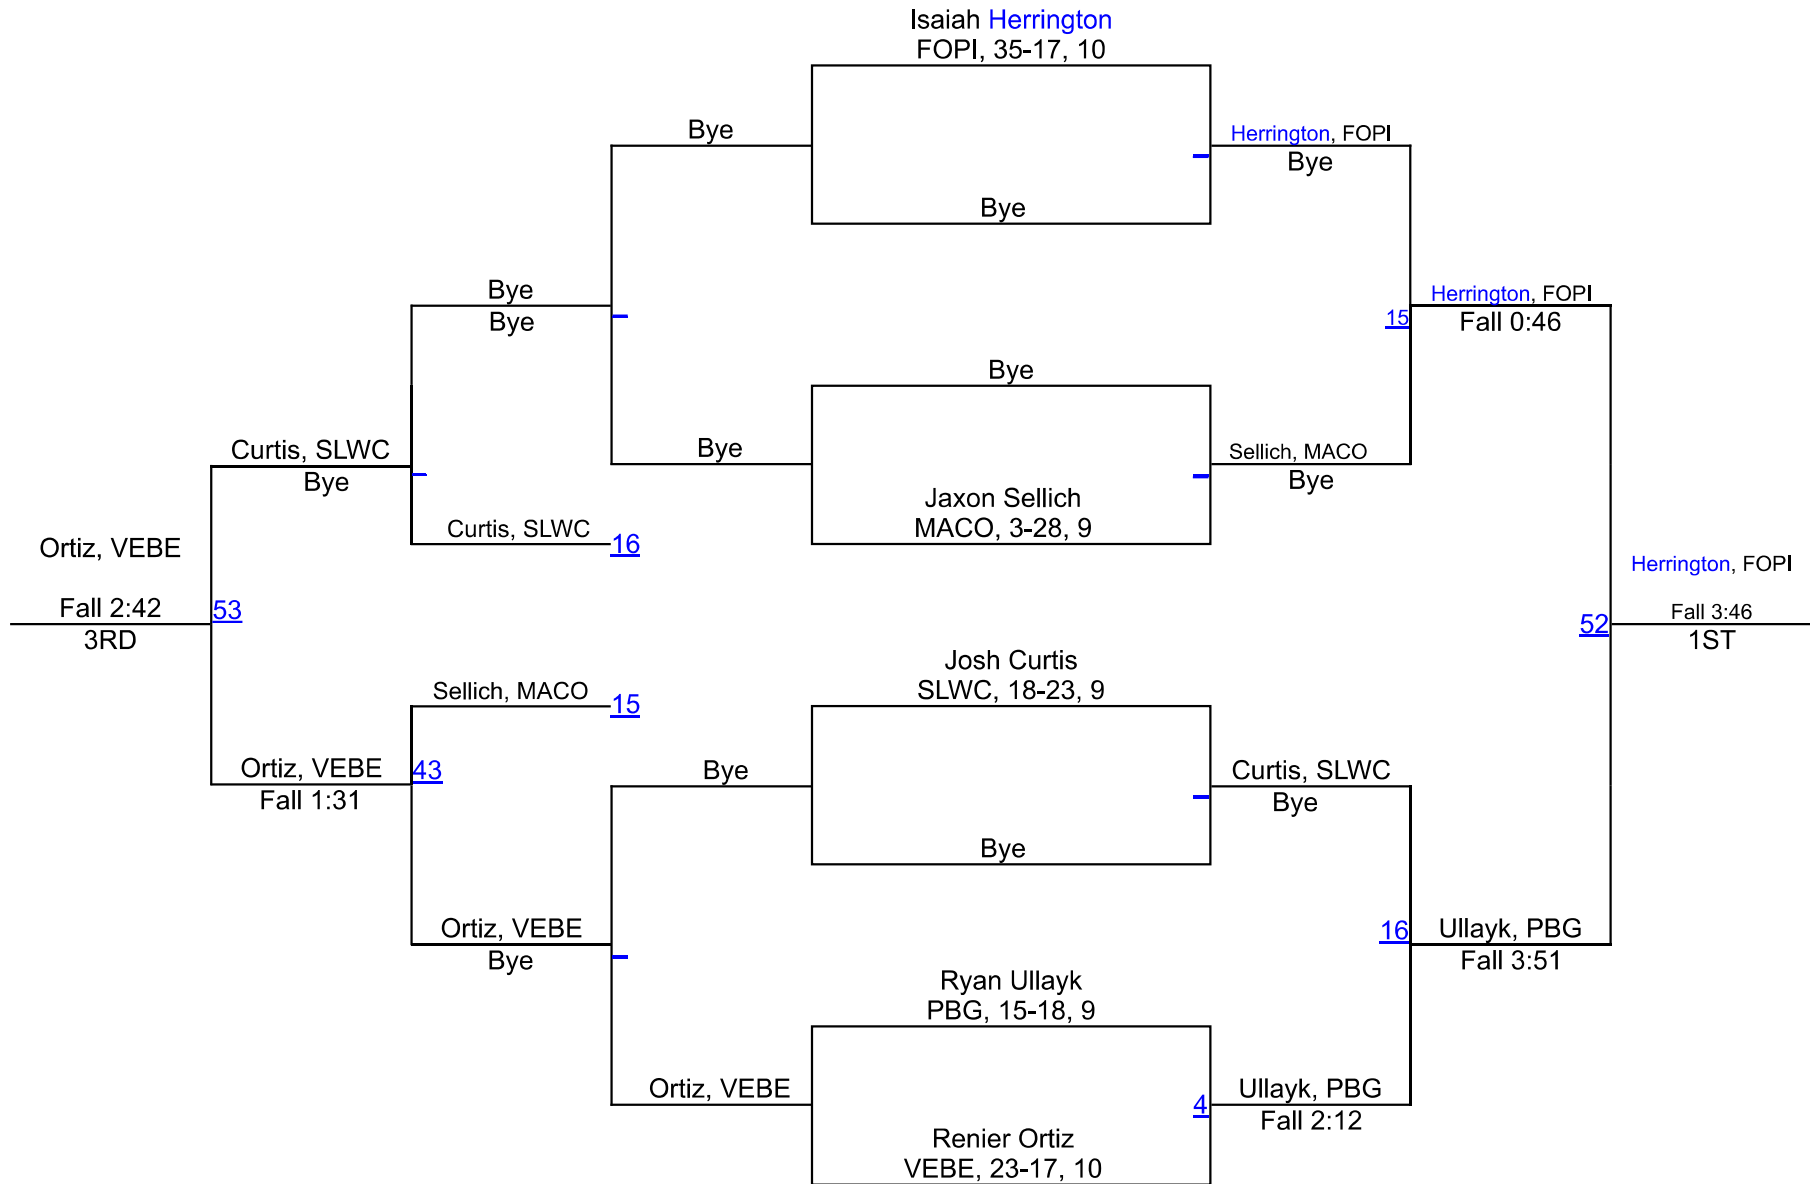 Isaiah Herrington
FOPI, 35-17, 10
Bye
Herrington, FOPI
Bye
Bye
Bye
Bye
Herrington, FOPI
15
Fall 0:46
Bye
Curtis, SLWC
Bye
Bye
Sellich, MACO
Bye
Jaxon Sellich
MACO, 3-28, 9
Curtis, SLWC
16
Ortiz, VEBE
Herrington, FOPI
Fall 2:42
53
3RD
Fall 3:46
52
1ST
Josh Curtis
SLWC, 18-23, 9
Sellich, MACO
15
Ortiz, VEBE
43
Fall 1:31
Bye
Curtis, SLWC
Bye
Bye
Ortiz, VEBE
Bye
16
Ullayk, PBG
Fall 3:51
Ryan Ullayk
PBG, 15-18, 9
Ortiz, VEBE
4
Ullayk, PBG
Fall 2:12
Renier Ortiz
VEBE, 23-17, 10